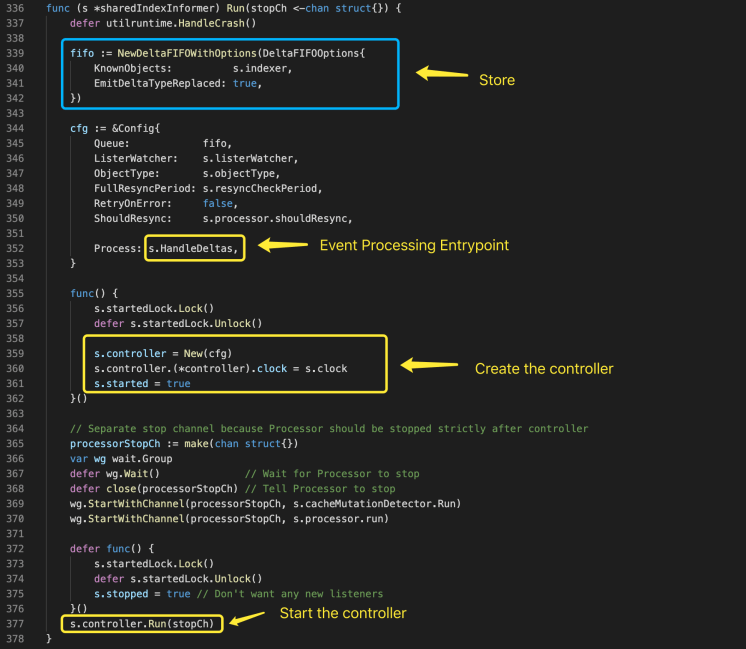 336 func (s *sharedIndexInformer) Run(stopCh <-chan struct{}) {
337     defer utilruntime.HandleCrash()
338
339     fifo := NewDeltaFIFOWithOptions(DeltaFIFOOptions{
340         KnownObjects:          s.indexer,
341         EmitDeltaTypeReplaced: true,
Store
342     })
343
344     cfg := &Config{
345         Queue:            fifo,
346         ListerWatcher:    s.listerWatcher,
347         ObjectType:       s.objectType,
348         FullResyncPeriod: s.resyncCheckPeriod,
349         RetryOnError:     false,
350         ShouldResync:     s.processor.shouldResync,
351
352         Process: s.HandleDeltas,
Event Processing Entrypoint
353     }
354
355     func() {
356         s.startedLock.Lock()
357         defer s.startedLock.Unlock()
358
359         s.controller = New(cfg)
360         s.controller.(*controller).clock = s.clock
Create the controller
361         s.started = true
362     }()
363
364     // Separate stop channel because Processor should be stopped strictly after controller
365     processorStopCh := make(chan struct{})
366     var wg wait.Group
367     defer wg.Wait()              // Wait for Processor to stop
368     defer close(processorStopCh) // Tell Processor to stop
369     wg.StartWithChannel(processorStopCh, s.cacheMutationDetector.Run)
370     wg.StartWithChannel(processorStopCh, s.processor.run)
371
372     defer func() {
373         s.startedLock.Lock()
374         defer s.startedLock.Unlock()
375         s.stopped = true // Don't want any new listeners
376     }()
Start the controller
377     s.controller.Run(stopCh)
378 }